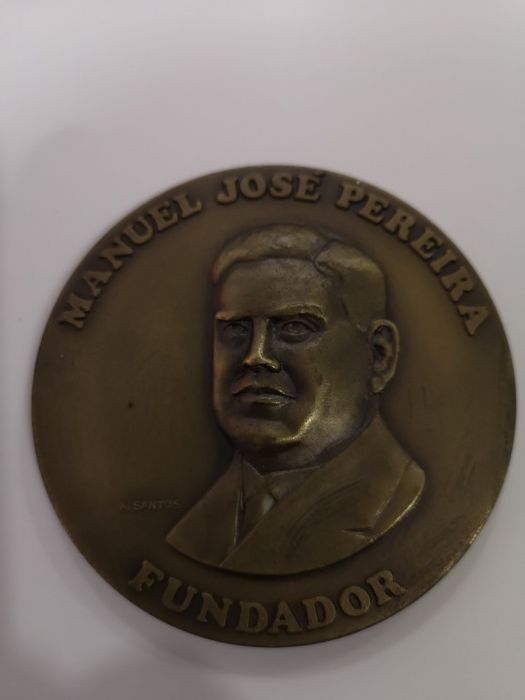 MANUEL JOSÉ PEREIRA
A. SANTOS
FUNDADOR